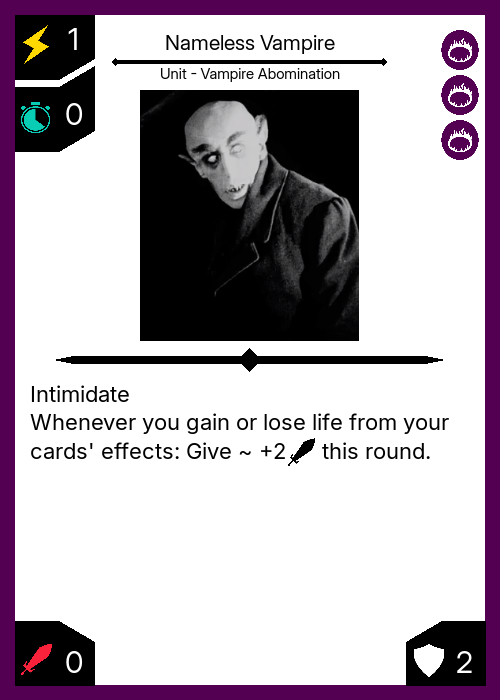 1
Nameless Vampire
Unit - Vampire Abomination
0
Intimidate
Whenever you gain or lose life from your
cards' effects: Give ~ +2 this round.
0
2